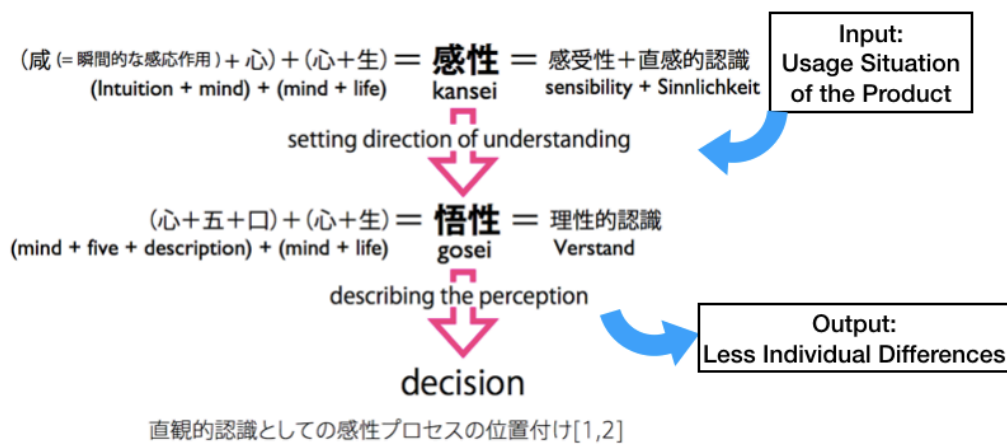 (咸 (= 瞬間的な感応作用) + 心) + (心+生) = 感性 = 感受性+直感的認識
(Intuition + mind) + (mind + life) kansei sensibility + Sinnlichkeit
Input:
Usage Situation
of the Product
setting direction of understanding
(心+五+口) + (心+生) = 悟性 = 理性的認識
(mind + five + description) + (mind + life) gosei Verstand
describing the perception
Output:
Less Individual Differences
decision
直観的認識としての感性プロセスの位置付け[1,2]